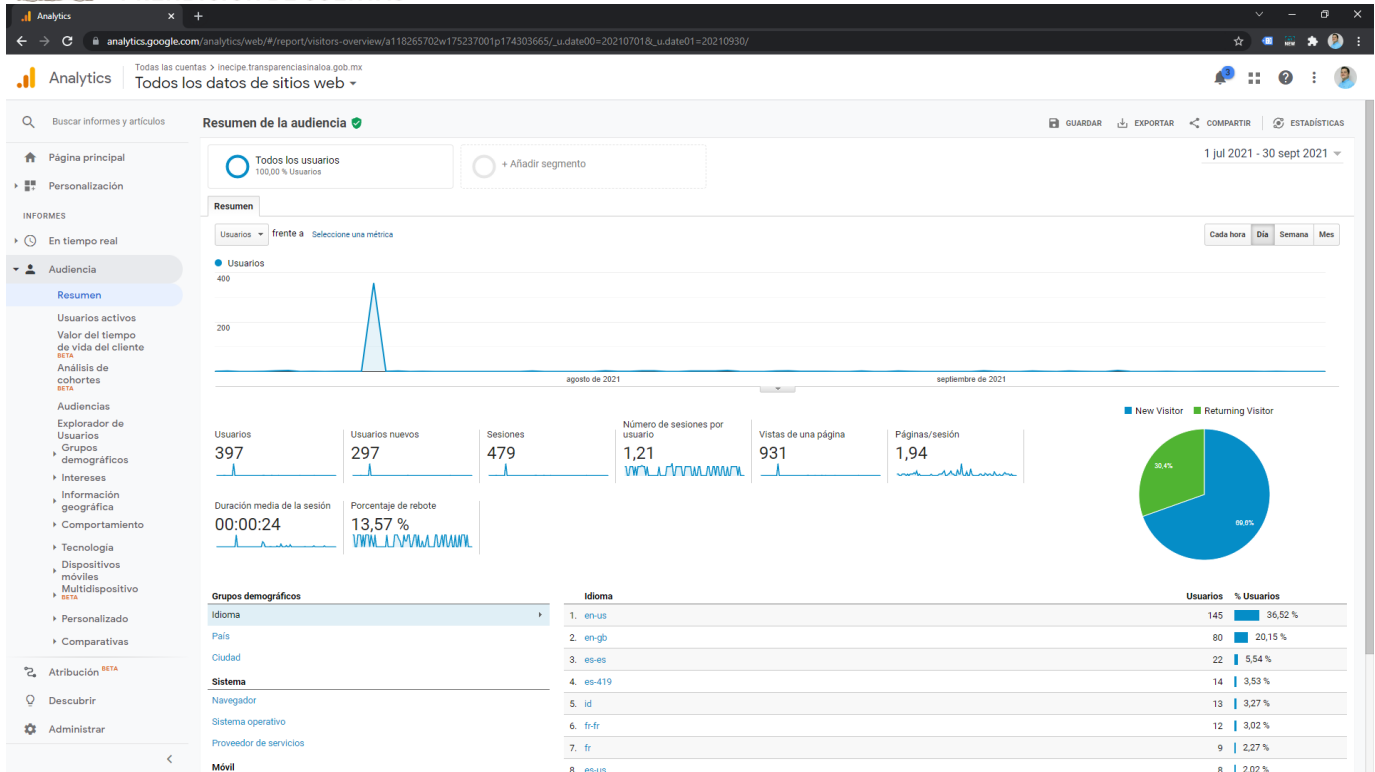 Analytics
analytics.google.com/analytics/web/#/report/visitors-overview/a118265702w175237001p174303665/_u.date00=20210701&_u.date01=20210930/
NEW
Analytics
Todas las cuentas > inecipe.transparenciasinaloa.gob.mx
Todos los datos de sitios web
3
Buscar informes y artículos
Página principal
Personalización
INFORMES
En tiempo real
Audiencia
Resumen
Usuarios activos
Valor del tiempo
de vida del cliente
BETA
Análisis de
cohortes
BETA
Audiencias
Explorador de
Usuarios
Grupos
demográficos
Intereses
Información
geográfica
Comportamiento
Tecnología
Dispositivos
móviles
Multidispositivo
BETA
Personalizado
Comparativas
Atribución BETA
Descubrir
Administrar
Resumen de la audiencia
GUARDAR EXPORTAR COMPARTIR ESTADÍSTICAS
Todos los usuarios
100,00 % Usuarios
+ Añadir segmento
1 jul 2021 - 30 sept 2021
Resumen
Usuarios frente a Seleccione una métrica
Cada hora Día Semana Mes
Usuarios
400
200
agosto de 2021 septiembre de 2021
New Visitor Returning Visitor
30,4%
69,6%
Usuarios
397
Usuarios nuevos
297
Sesiones
479
Número de sesiones por
usuario
1,21
Vistas de una página
931
Páginas/sesión
1,94
Duración media de la sesión
00:00:24
Porcentaje de rebote
13,57 %
Grupos demográficos
Idioma
País
Ciudad
Sistema
Navegador
Sistema operativo
Proveedor de servicios
Móvil
Idioma Usuarios % Usuarios
1. en-us 145 36,52 %
2. en-gb 80 20,15 %
3. es-es 22 5,54 %
4. es-419 14 3,53 %
5. id 13 3,27 %
6. fr-fr 12 3,02 %
7. fr 9 2,27 %
8. es-us 8 2,02 %